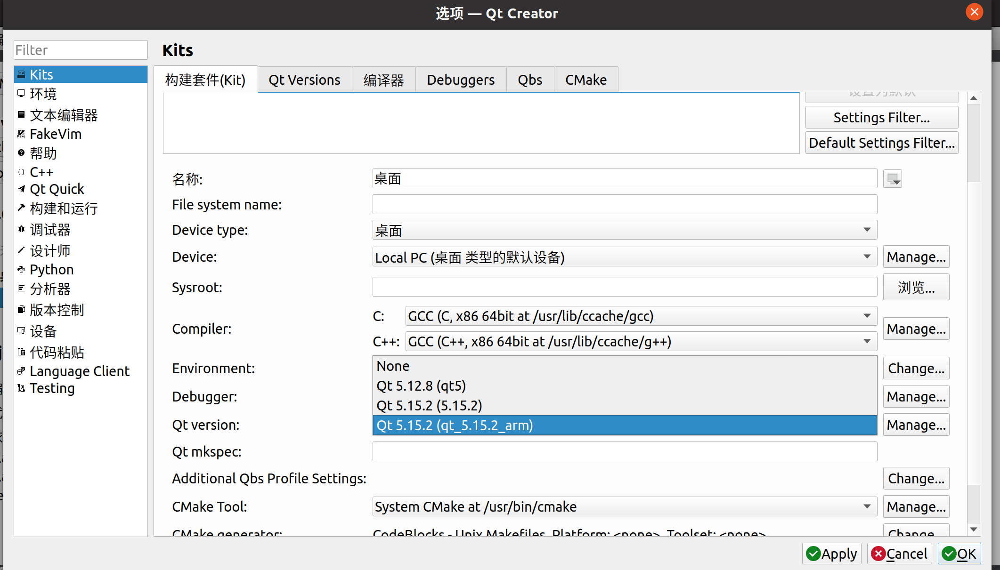 选项 — Qt Creator
Filter
Kits
环境
文本编辑器
FakeVim
帮助
C++
Qt Quick
构建和运行
调试器
设计师
Python
分析器
版本控制
设备
代码粘贴
Language Client
Testing
Kits
构建套件(Kit) Qt Versions 编译器 Debuggers Qbs CMake
设置为默认
Settings Filter...
Default Settings Filter...
名称: 桌面
File system name:
Device type: 桌面
Device: Local PC (桌面 类型的默认设备) Manage...
Sysroot: 浏览...
Compiler: C: GCC (C, x86 64bit at /usr/lib/ccache/gcc) Manage...
C++: GCC (C++, x86 64bit at /usr/lib/ccache/g++)
Environment: None Change...
Qt 5.12.8 (qt5)
Debugger: Qt 5.15.2 (5.15.2) Manage...
Qt version: Qt 5.15.2 (qt_5.15.2_arm) Manage...
Qt mkspec:
Additional Qbs Profile Settings: Change...
CMake Tool: System CMake at /usr/bin/cmake Manage...
CMake generator: CodeBlocks - Unix Makefiles, Platform: <none>, Toolset: <none> Change...
Apply Cancel OK